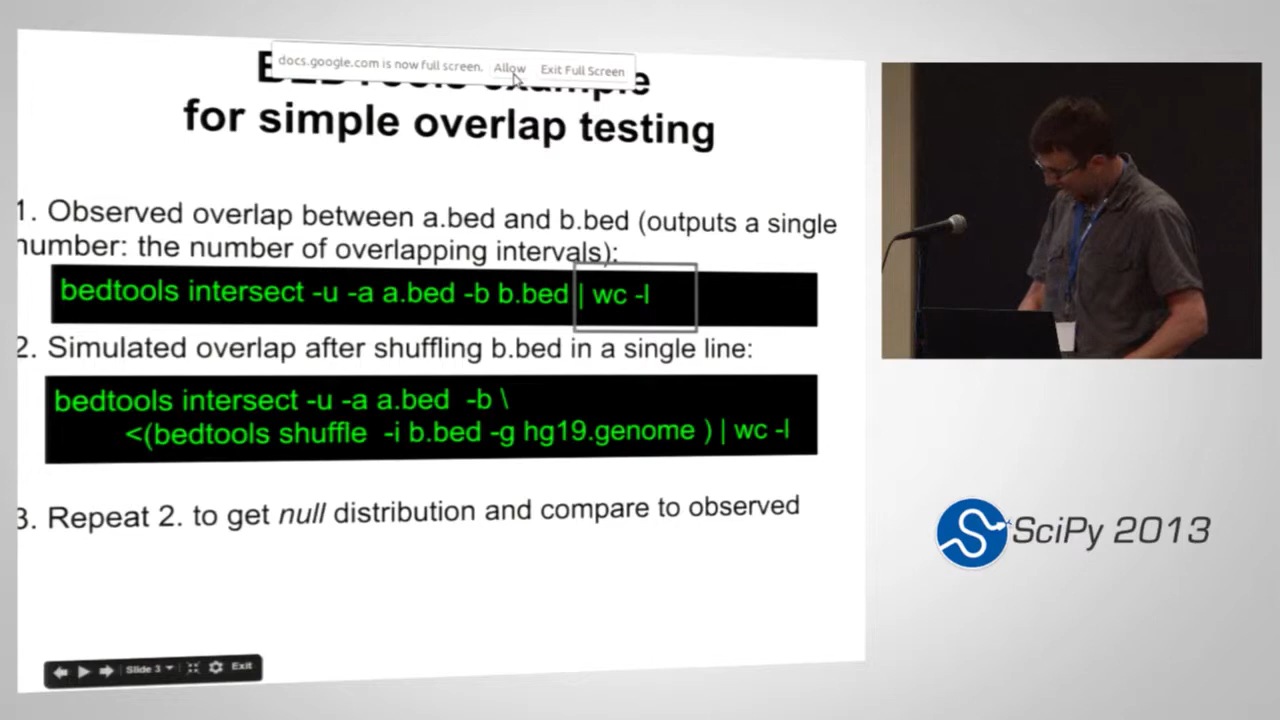 docs.google.com is now full screen. Allow Exit Full Screen
BEDTools example
for simple overlap testing
1. Observed overlap between a.bed and b.bed (outputs a single
number: the number of overlapping intervals):
bedtools intersect -u -a a.bed -b b.bed | wc -l
2. Simulated overlap after shuffling b.bed in a single line:
bedtools intersect -u -a a.bed -b \
<(bedtools shuffle -i b.bed -g hg19.genome ) | wc -l
3. Repeat 2. to get null distribution and compare to observed
Slide 3 Exit
SciPy 2013